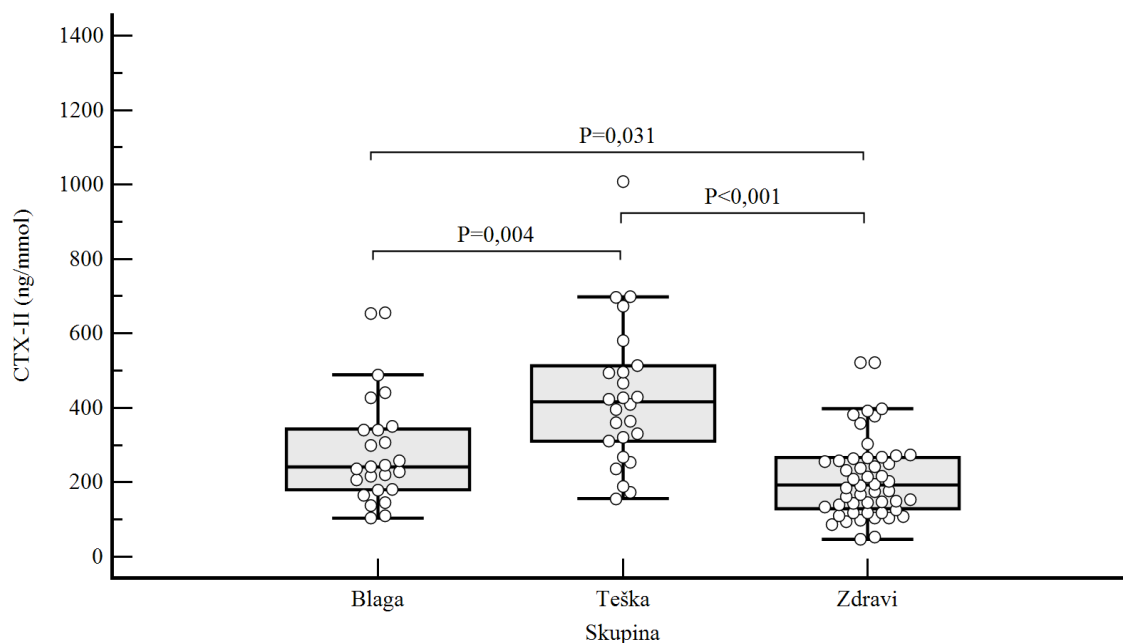 1400
1200
1000
800
600
400
200
0
CTX-II (ng/mmol)
P=0,031
P<0,001
P=0,004
Blaga
Teška
Zdravi
Skupina